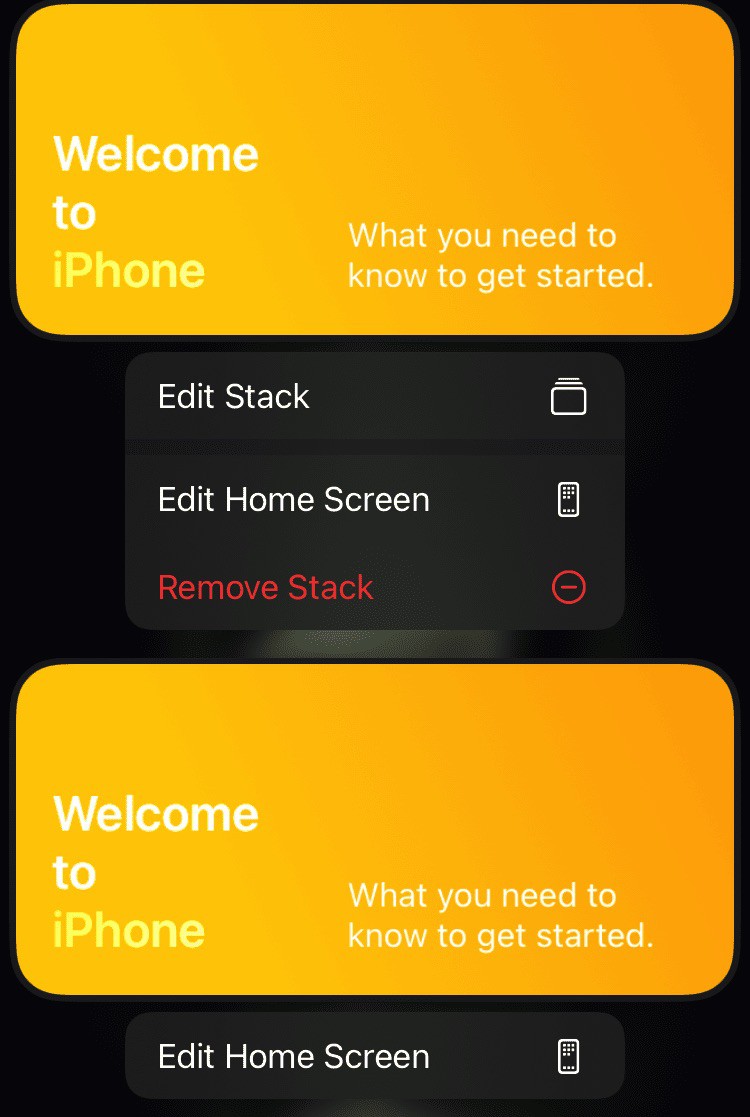 Welcome
to
iPhone
What you need to
know to get started.
Edit Stack
Edit Home Screen
Remove Stack
Welcome
to
iPhone
What you need to
know to get started.
Edit Home Screen